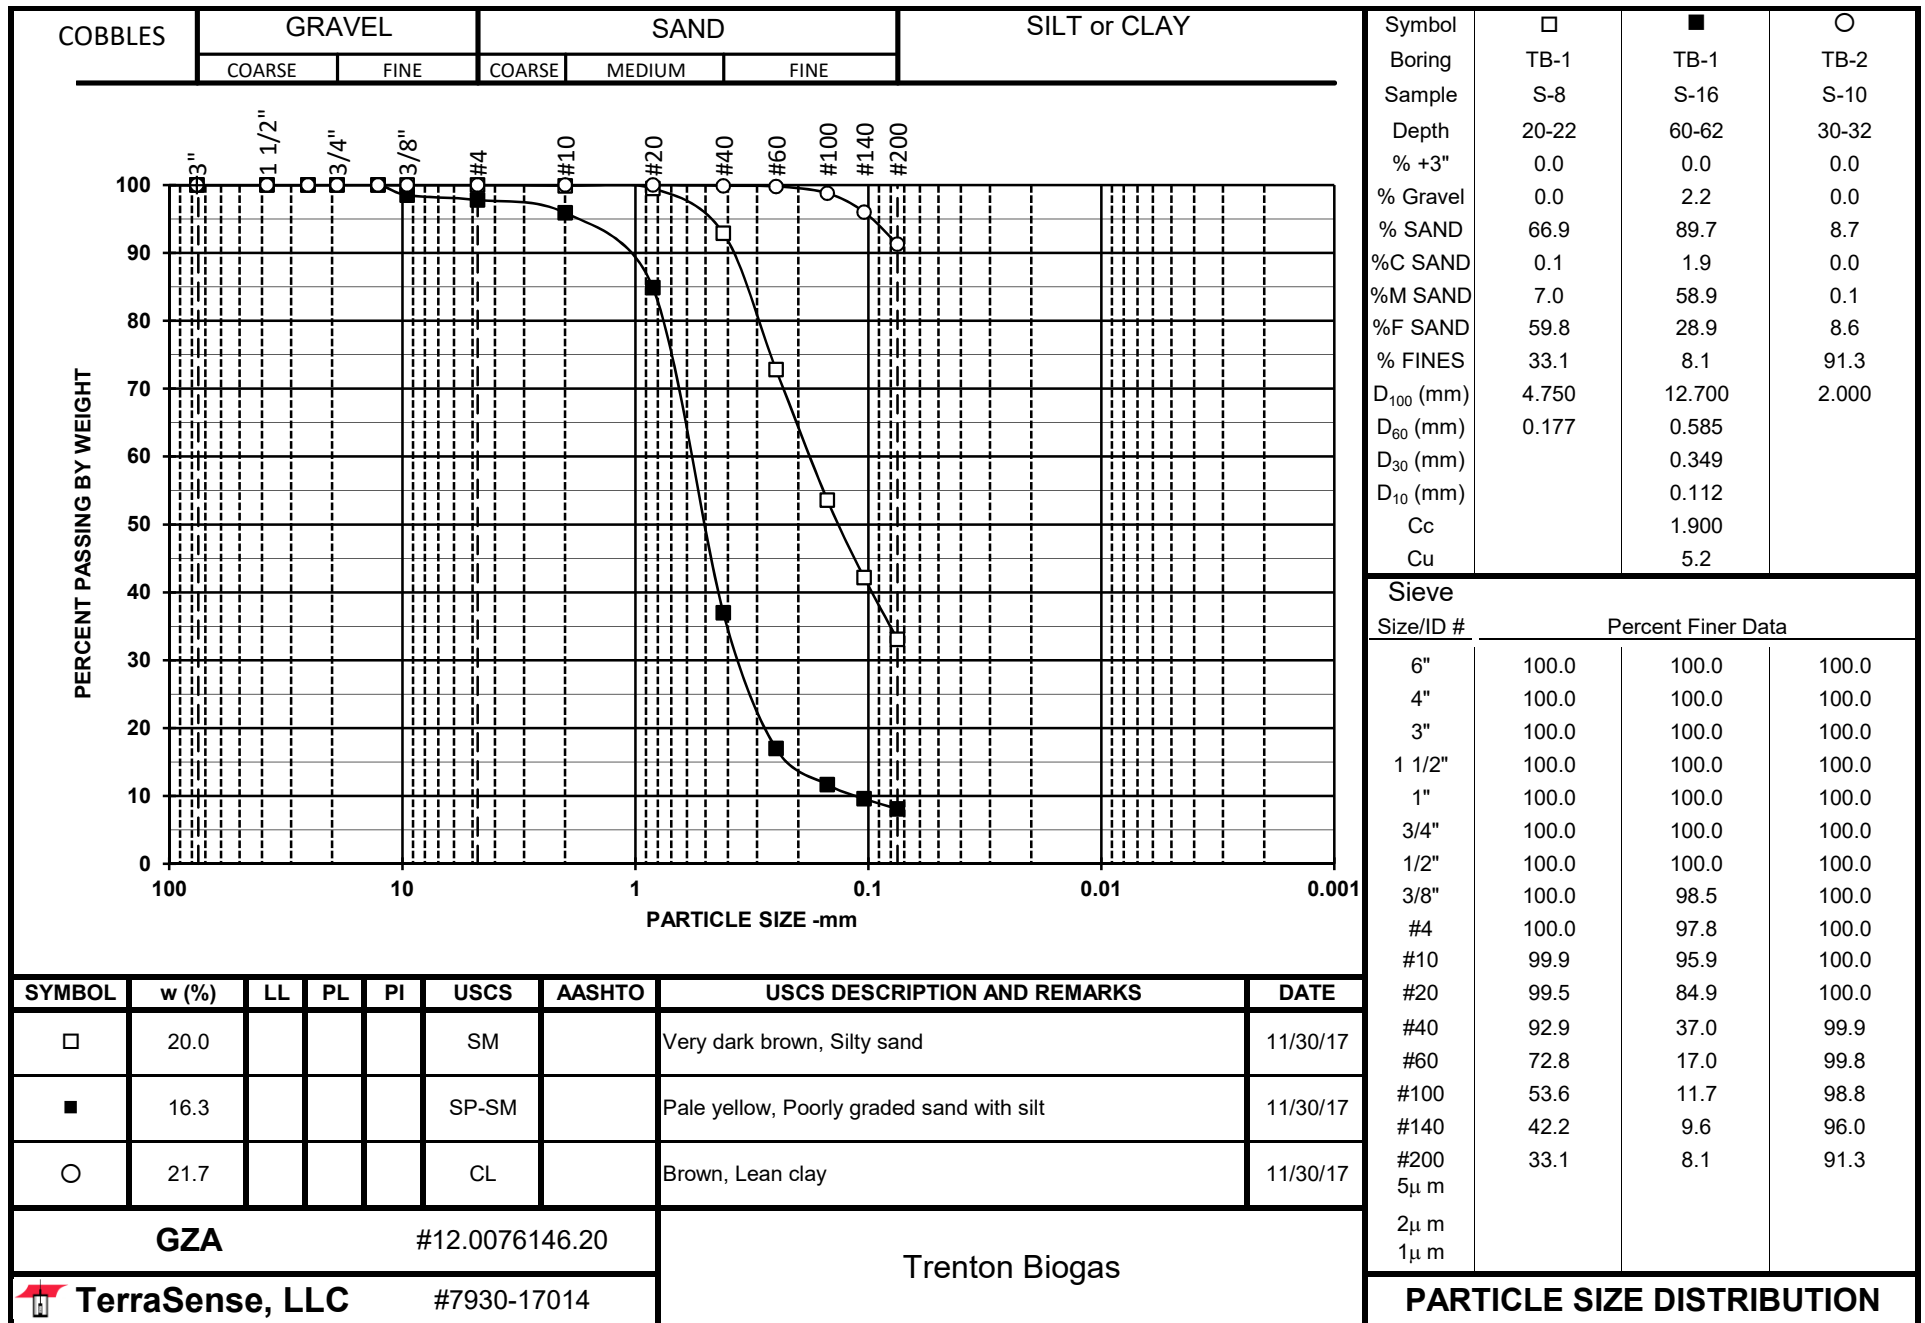 COBBLES GRAVEL SAND SILT or CLAY
COARSE FINE COARSE MEDIUM FINE
3" 1 1/2" 3/4" 3/8" #4 #10 #20 #40 #60 #100 #140 #200
PERCENT PASSING BY WEIGHT
100
90
80
70
60
50
40
30
20
10
0
100 10 1 0.1 0.01 0.001
PARTICLE SIZE -mm
Symbol □ ■ ○
Boring TB-1 TB-1 TB-2
Sample S-8 S-16 S-10
Depth 20-22 60-62 30-32
% +3" 0.0 0.0 0.0
% Gravel 0.0 2.2 0.0
% SAND 66.9 89.7 8.7
%C SAND 0.1 1.9 0.0
%M SAND 7.0 58.9 0.1
%F SAND 59.8 28.9 8.6
% FINES 33.1 8.1 91.3
D100 (mm) 4.750 12.700 2.000
D60 (mm) 0.177 0.585
D30 (mm) 0.349
D10 (mm) 0.112
Cc 1.900
Cu 5.2
Sieve
Size/ID # Percent Finer Data
6" 100.0 100.0 100.0
4" 100.0 100.0 100.0
3" 100.0 100.0 100.0
1 1/2" 100.0 100.0 100.0
1" 100.0 100.0 100.0
3/4" 100.0 100.0 100.0
1/2" 100.0 100.0 100.0
3/8" 100.0 98.5 100.0
#4 100.0 97.8 100.0
#10 99.9 95.9 100.0
#20 99.5 84.9 100.0
#40 92.9 37.0 99.9
#60 72.8 17.0 99.8
#100 53.6 11.7 98.8
#140 42.2 9.6 96.0
#200 33.1 8.1 91.3
5μ m
2μ m
1μ m
SYMBOL w (%) LL PL PI USCS AASHTO USCS DESCRIPTION AND REMARKS DATE
□ 20.0 SM Very dark brown, Silty sand 11/30/17
■ 16.3 SP-SM Pale yellow, Poorly graded sand with silt 11/30/17
○ 21.7 CL Brown, Lean clay 11/30/17
GZA #12.0076146.20
TerraSense, LLC #7930-17014
Trenton Biogas
PARTICLE SIZE DISTRIBUTION